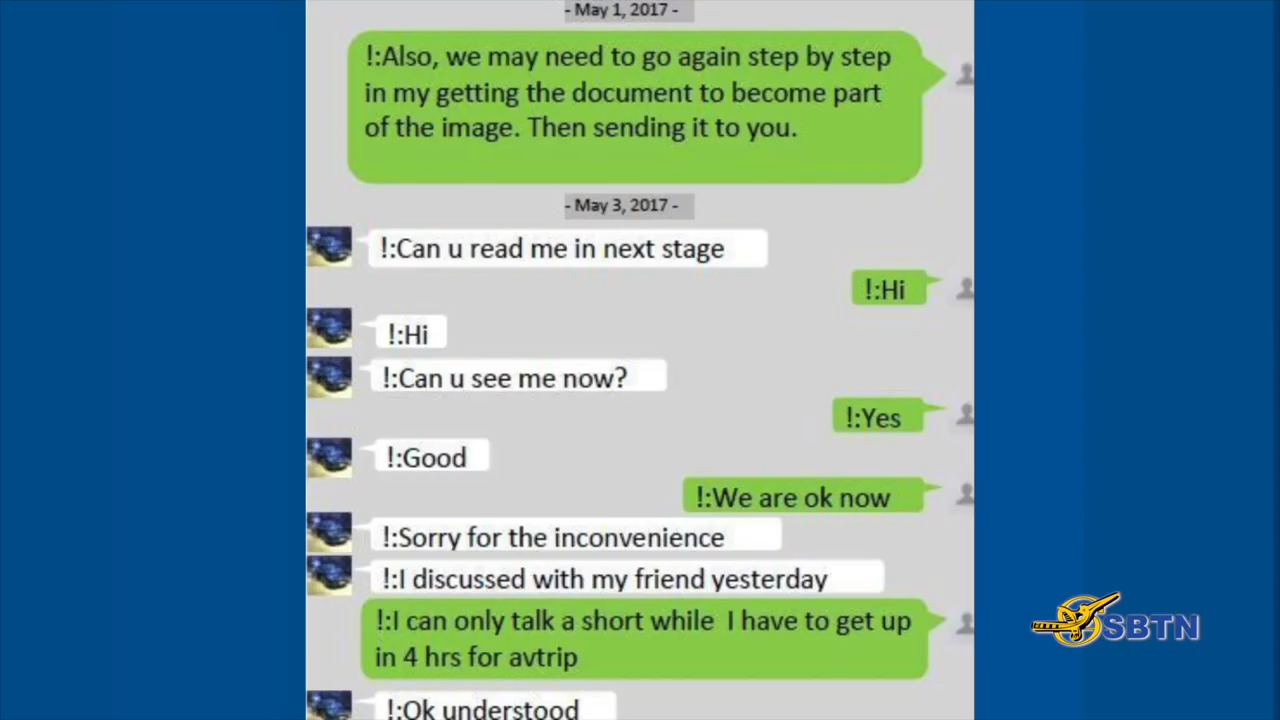 - May 1, 2017 -
!:Also, we may need to go again step by step
in my getting the document to become part
of the image. Then sending it to you.
- May 3, 2017 -
!:Can u read me in next stage
!:Hi
!:Hi
!:Can u see me now?
!:Yes
!:Good
!:We are ok now
!:Sorry for the inconvenience
!:I discussed with my friend yesterday
!:I can only talk a short while I have to get up
in 4 hrs for avtrip
!:Ok understood
SBTN